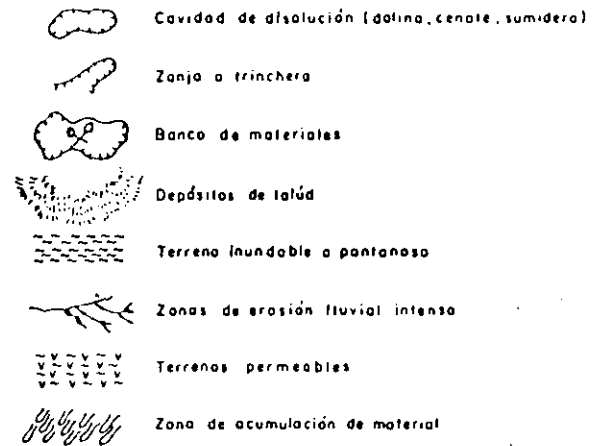 Cavidad de disolución (dolina, cenote, sumidero)
Zanja o trinchera
Banco de materiales
Depósitos de talúd
Terreno inundable o pantanoso
Zonas de erosión fluvial intensa
Terrenos permeables
Zona de acumulación de material